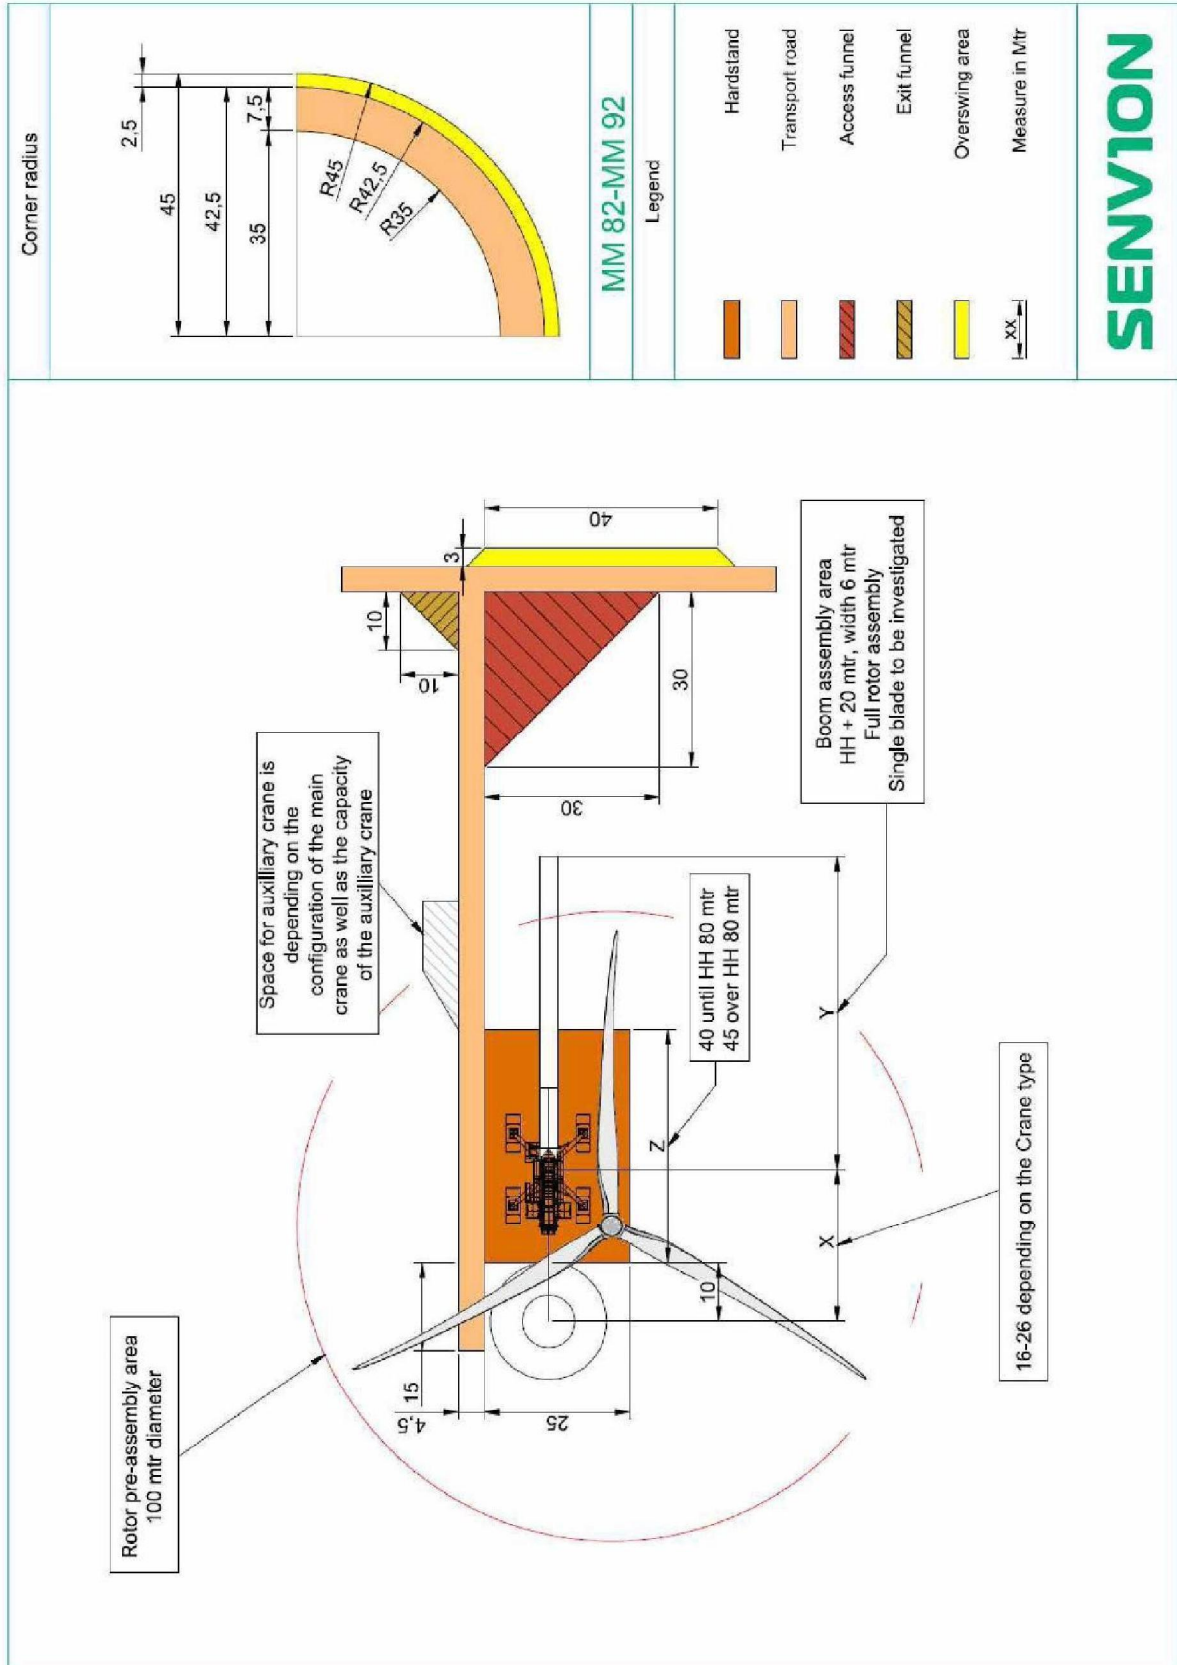 Corner radius
2,5
45
42,5
7,5
35
R45
R42,5
R35
MM 82-MM 92
Legend
Hardstand
Transport road
Access funnel
Exit funnel
Overswing area
xx
Measure in Mtr
SENVION
Rotor pre-assembly area
100 mtr diameter
Space for auxilliary crane is
depending on the
configuration of the main
crane as well as the capacity
of the auxilliary crane
10
10
3
40
30
30
15
4,5
25
10
Z
40 until HH 80 mtr
45 over HH 80 mtr
X
Y
Boom assembly area
HH + 20 mtr, width 6 mtr
Full rotor assembly
Single blade to be investigated
16-26 depending on the Crane type